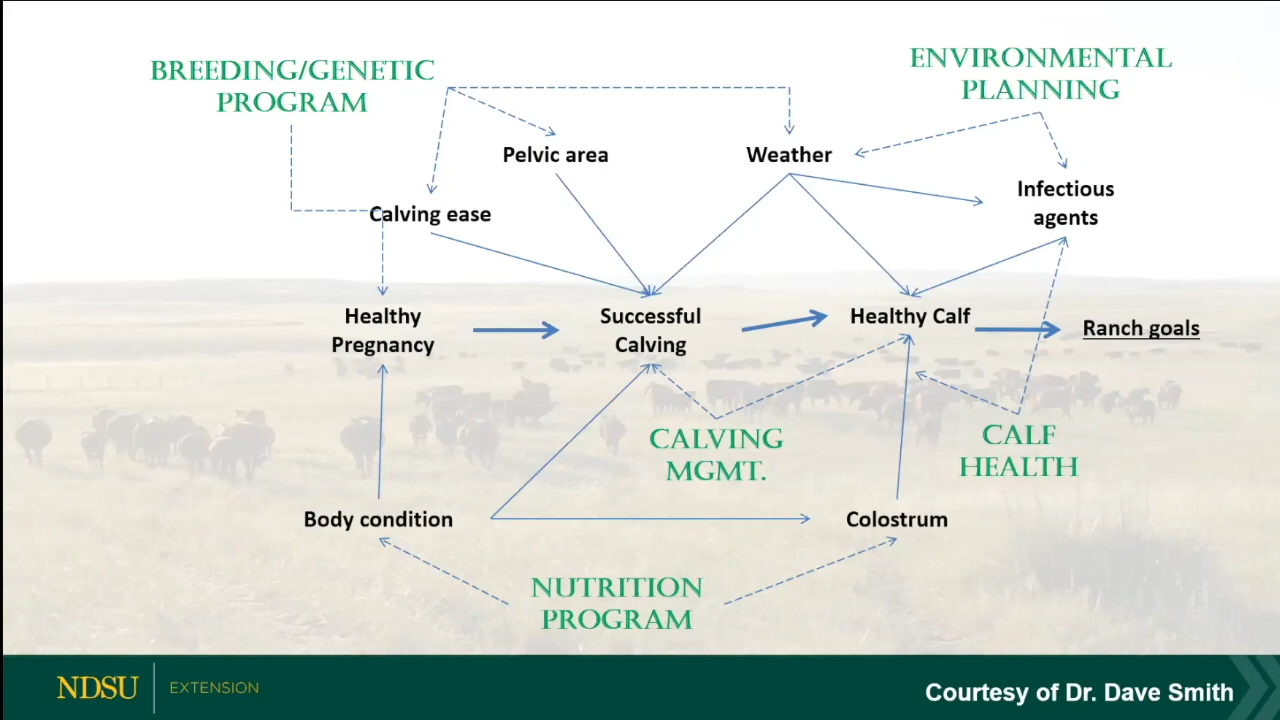 BREEDING/GENETIC
PROGRAM
ENVIRONMENTAL
PLANNING
Pelvic area
Weather
Calving ease
Infectious
agents
Healthy
Pregnancy
Successful
Calving
Healthy Calf
Ranch goals
CALVING
MGMT.
CALF
HEALTH
Body condition
Colostrum
NUTRITION
PROGRAM
NDSU EXTENSION
Courtesy of Dr. Dave Smith